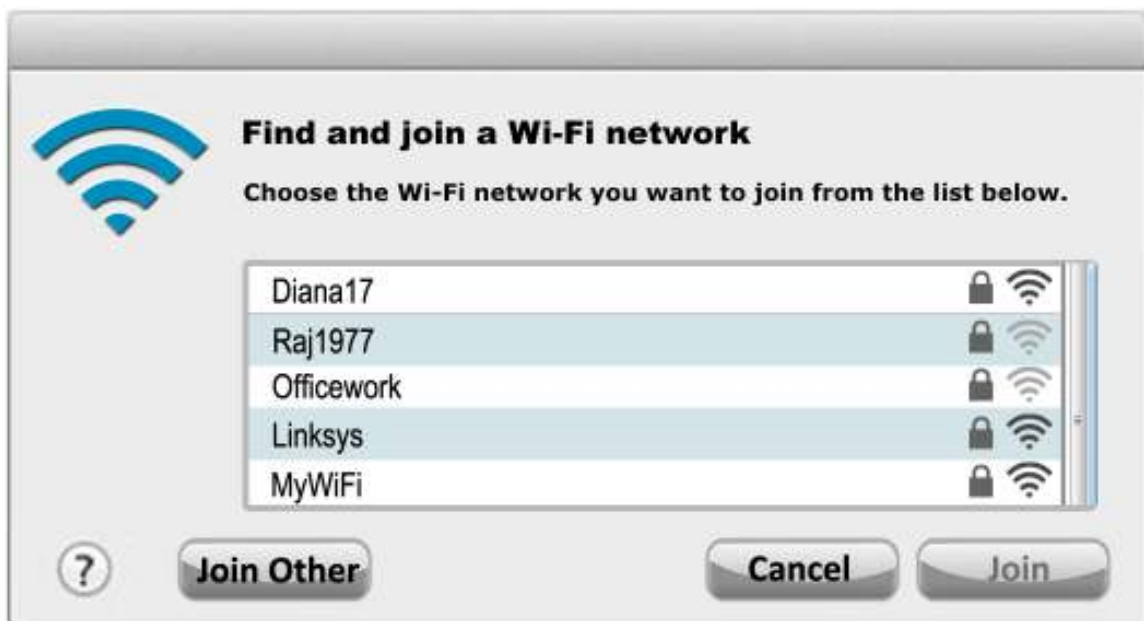 Find and join a Wi-Fi network
Choose the Wi-Fi network you want to join from the list below.
Diana17
Raj1977
Officework
Linksys
MyWiFi
? Join Other Cancel Join